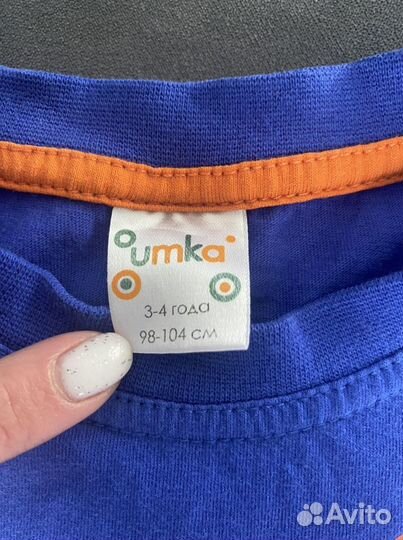 umka
3-4 года
98-104 см
Avito